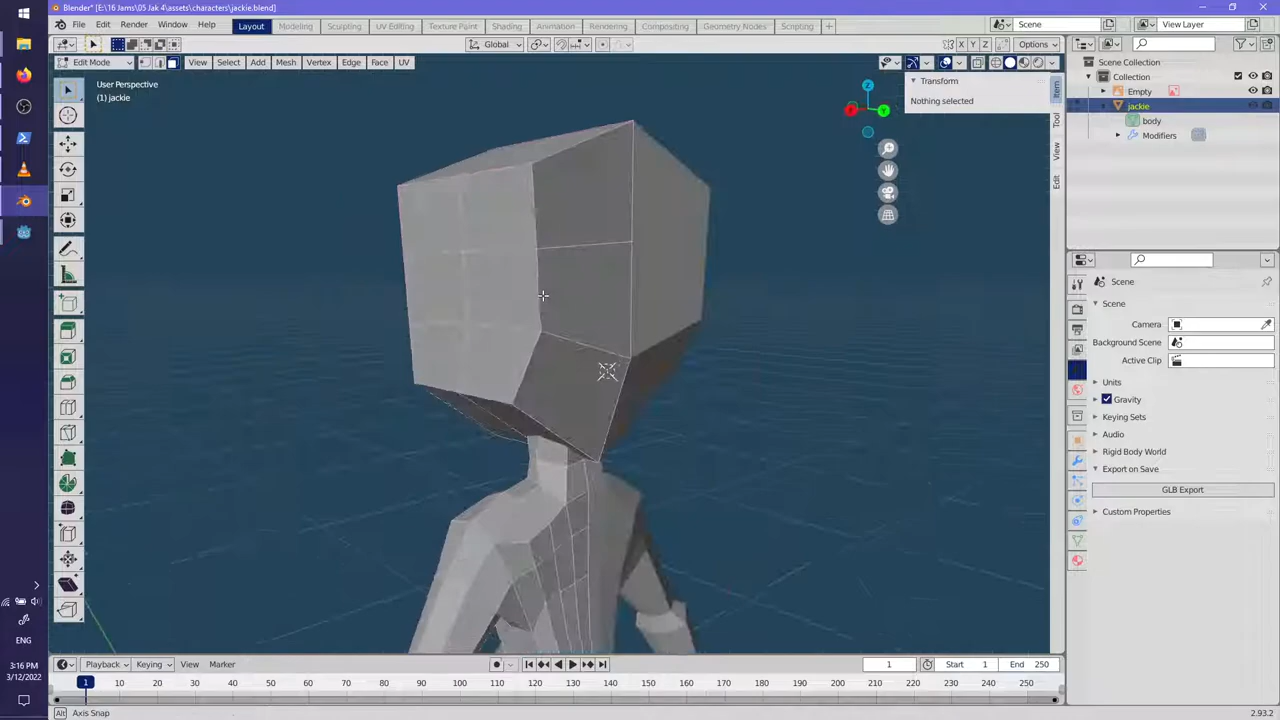 Blender* [E:\16 Jams\05 Jak 4\assets\characters\jackie.blend]
File Edit Render Window Help
Layout Modeling Sculpting UV Editing Texture Paint Shading Animation Rendering Compositing Geometry Nodes Scripting +
Scene
View Layer
Global
X Y Z
Options
Edit Mode
View Select Add Mesh Vertex Edge Face UV
User Perspective
(1) jackie
Transform
Nothing selected
Item
Tool
View
Edit
Z
Y
Scene Collection
Collection
Empty
jackie
body
Modifiers
Scene
Scene
Camera
Background Scene
Active Clip
Units
Gravity
Keying Sets
Audio
Rigid Body World
Export on Save
GLB Export
Custom Properties
ENG
3:16 PM
3/12/2022
Playback Keying View Marker
1
Start 1
End 250
1 10 20 30 40 50 60 70 80 90 100 110 120 130 140 150 160 170 180 190 200 210 220 230 240 250
Alt Axis Snap
2.93.2